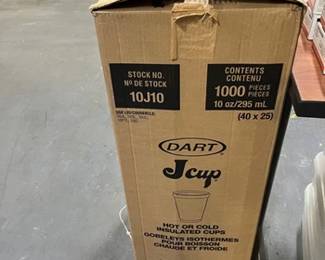 STOCK NO.
Nº DE STOCK
10J10
CONTENTS
CONTENU
1000 PIECES
PIÈCES
10 oz/295 mL
(40 x 25)
DART
J cup
HOT OR COLD
INSULATED CUPS
GOBELETS ISOTHERMES
POUR BOISSON
CHAUDE ET FROIDE